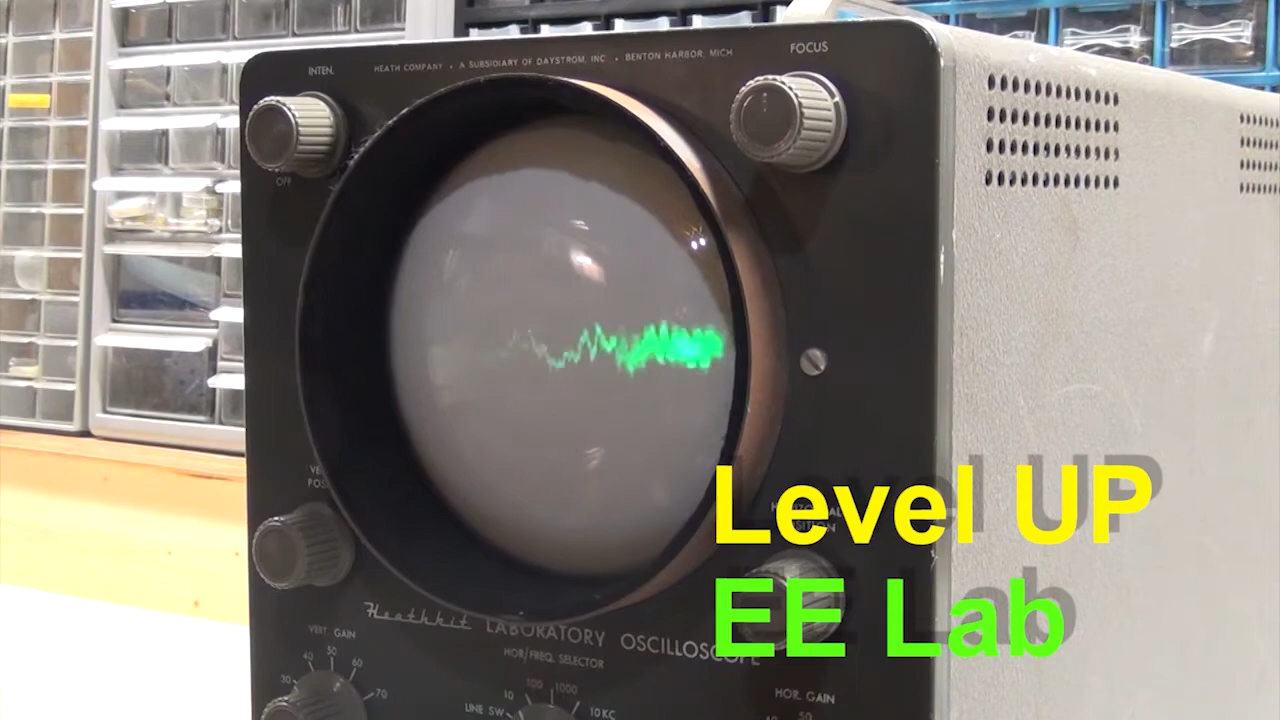 INTEN.
HEATH COMPANY • A SUBSIDIARY OF DAYSTROM, INC • BENTON HARBOR, MICH
FOCUS
OFF
Level UP
EE Lab
Heathkit LABORATORY OSCILLOSCOPE
VERT. GAIN
HOR/FREQ. SELECTOR
30 40 50 60 70
LINE SW. 10 100 1000 10KC
HOR. GAIN
40 50